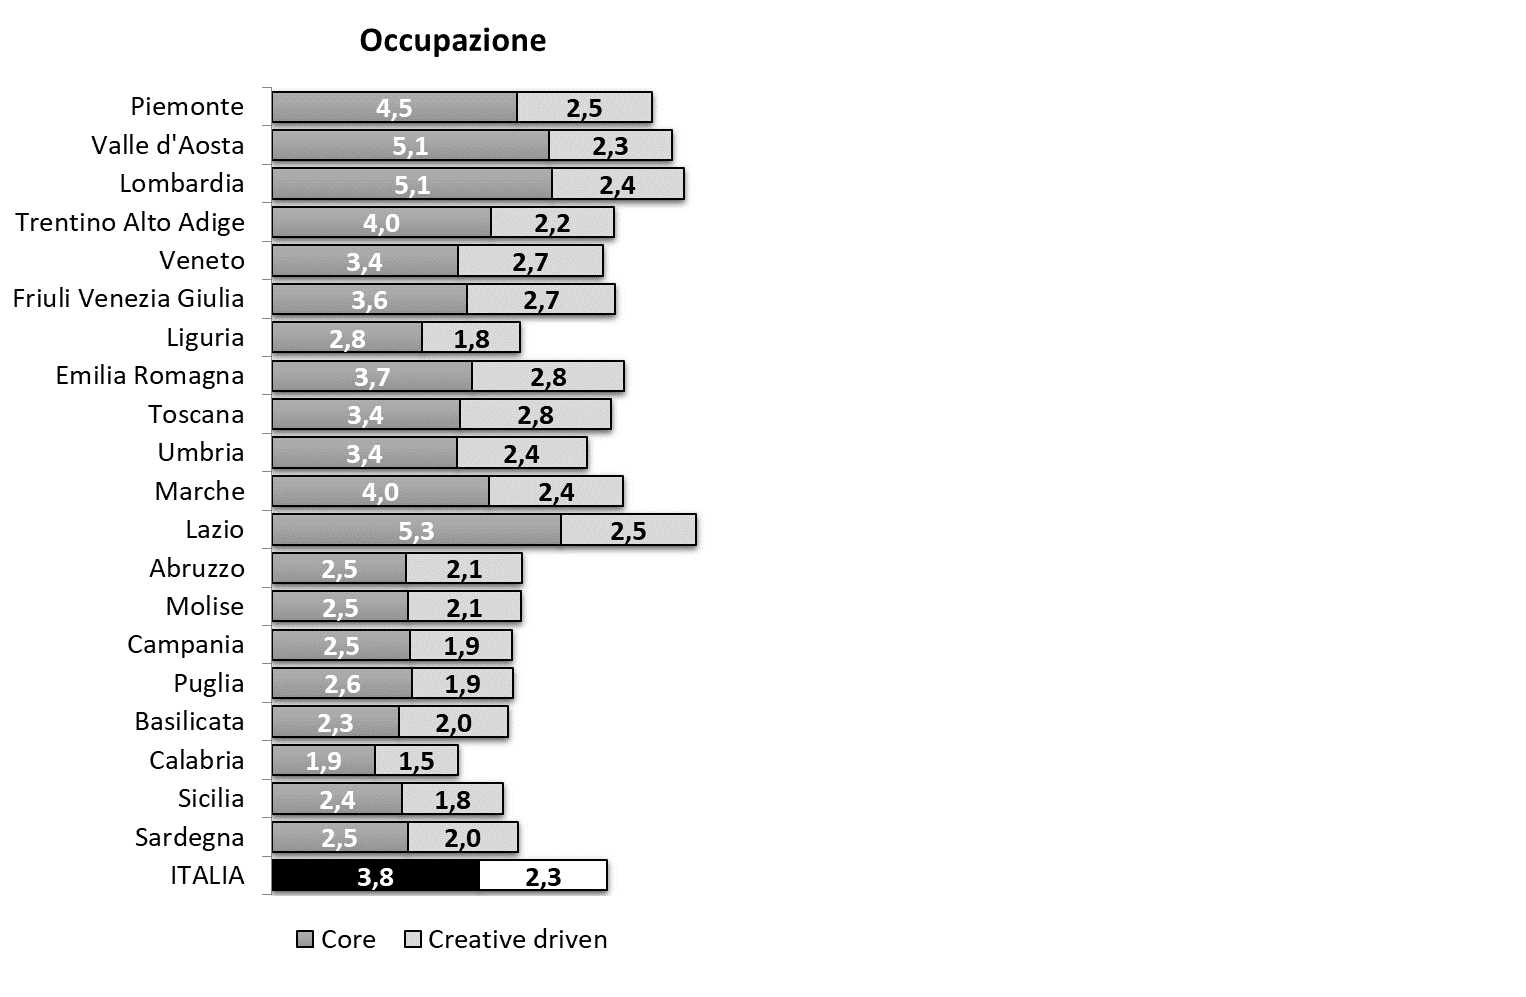 Occupazione
Piemonte 4,5 2,5
Valle d'Aosta 5,1 2,3
Lombardia 5,1 2,4
Trentino Alto Adige 4,0 2,2
Veneto 3,4 2,7
Friuli Venezia Giulia 3,6 2,7
Liguria 2,8 1,8
Emilia Romagna 3,7 2,8
Toscana 3,4 2,8
Umbria 3,4 2,4
Marche 4,0 2,4
Lazio 5,3 2,5
Abruzzo 2,5 2,1
Molise 2,5 2,1
Campania 2,5 1,9
Puglia 2,6 1,9
Basilicata 2,3 2,0
Calabria 1,9 1,5
Sicilia 2,4 1,8
Sardegna 2,5 2,0
ITALIA 3,8 2,3
Core Creative driven